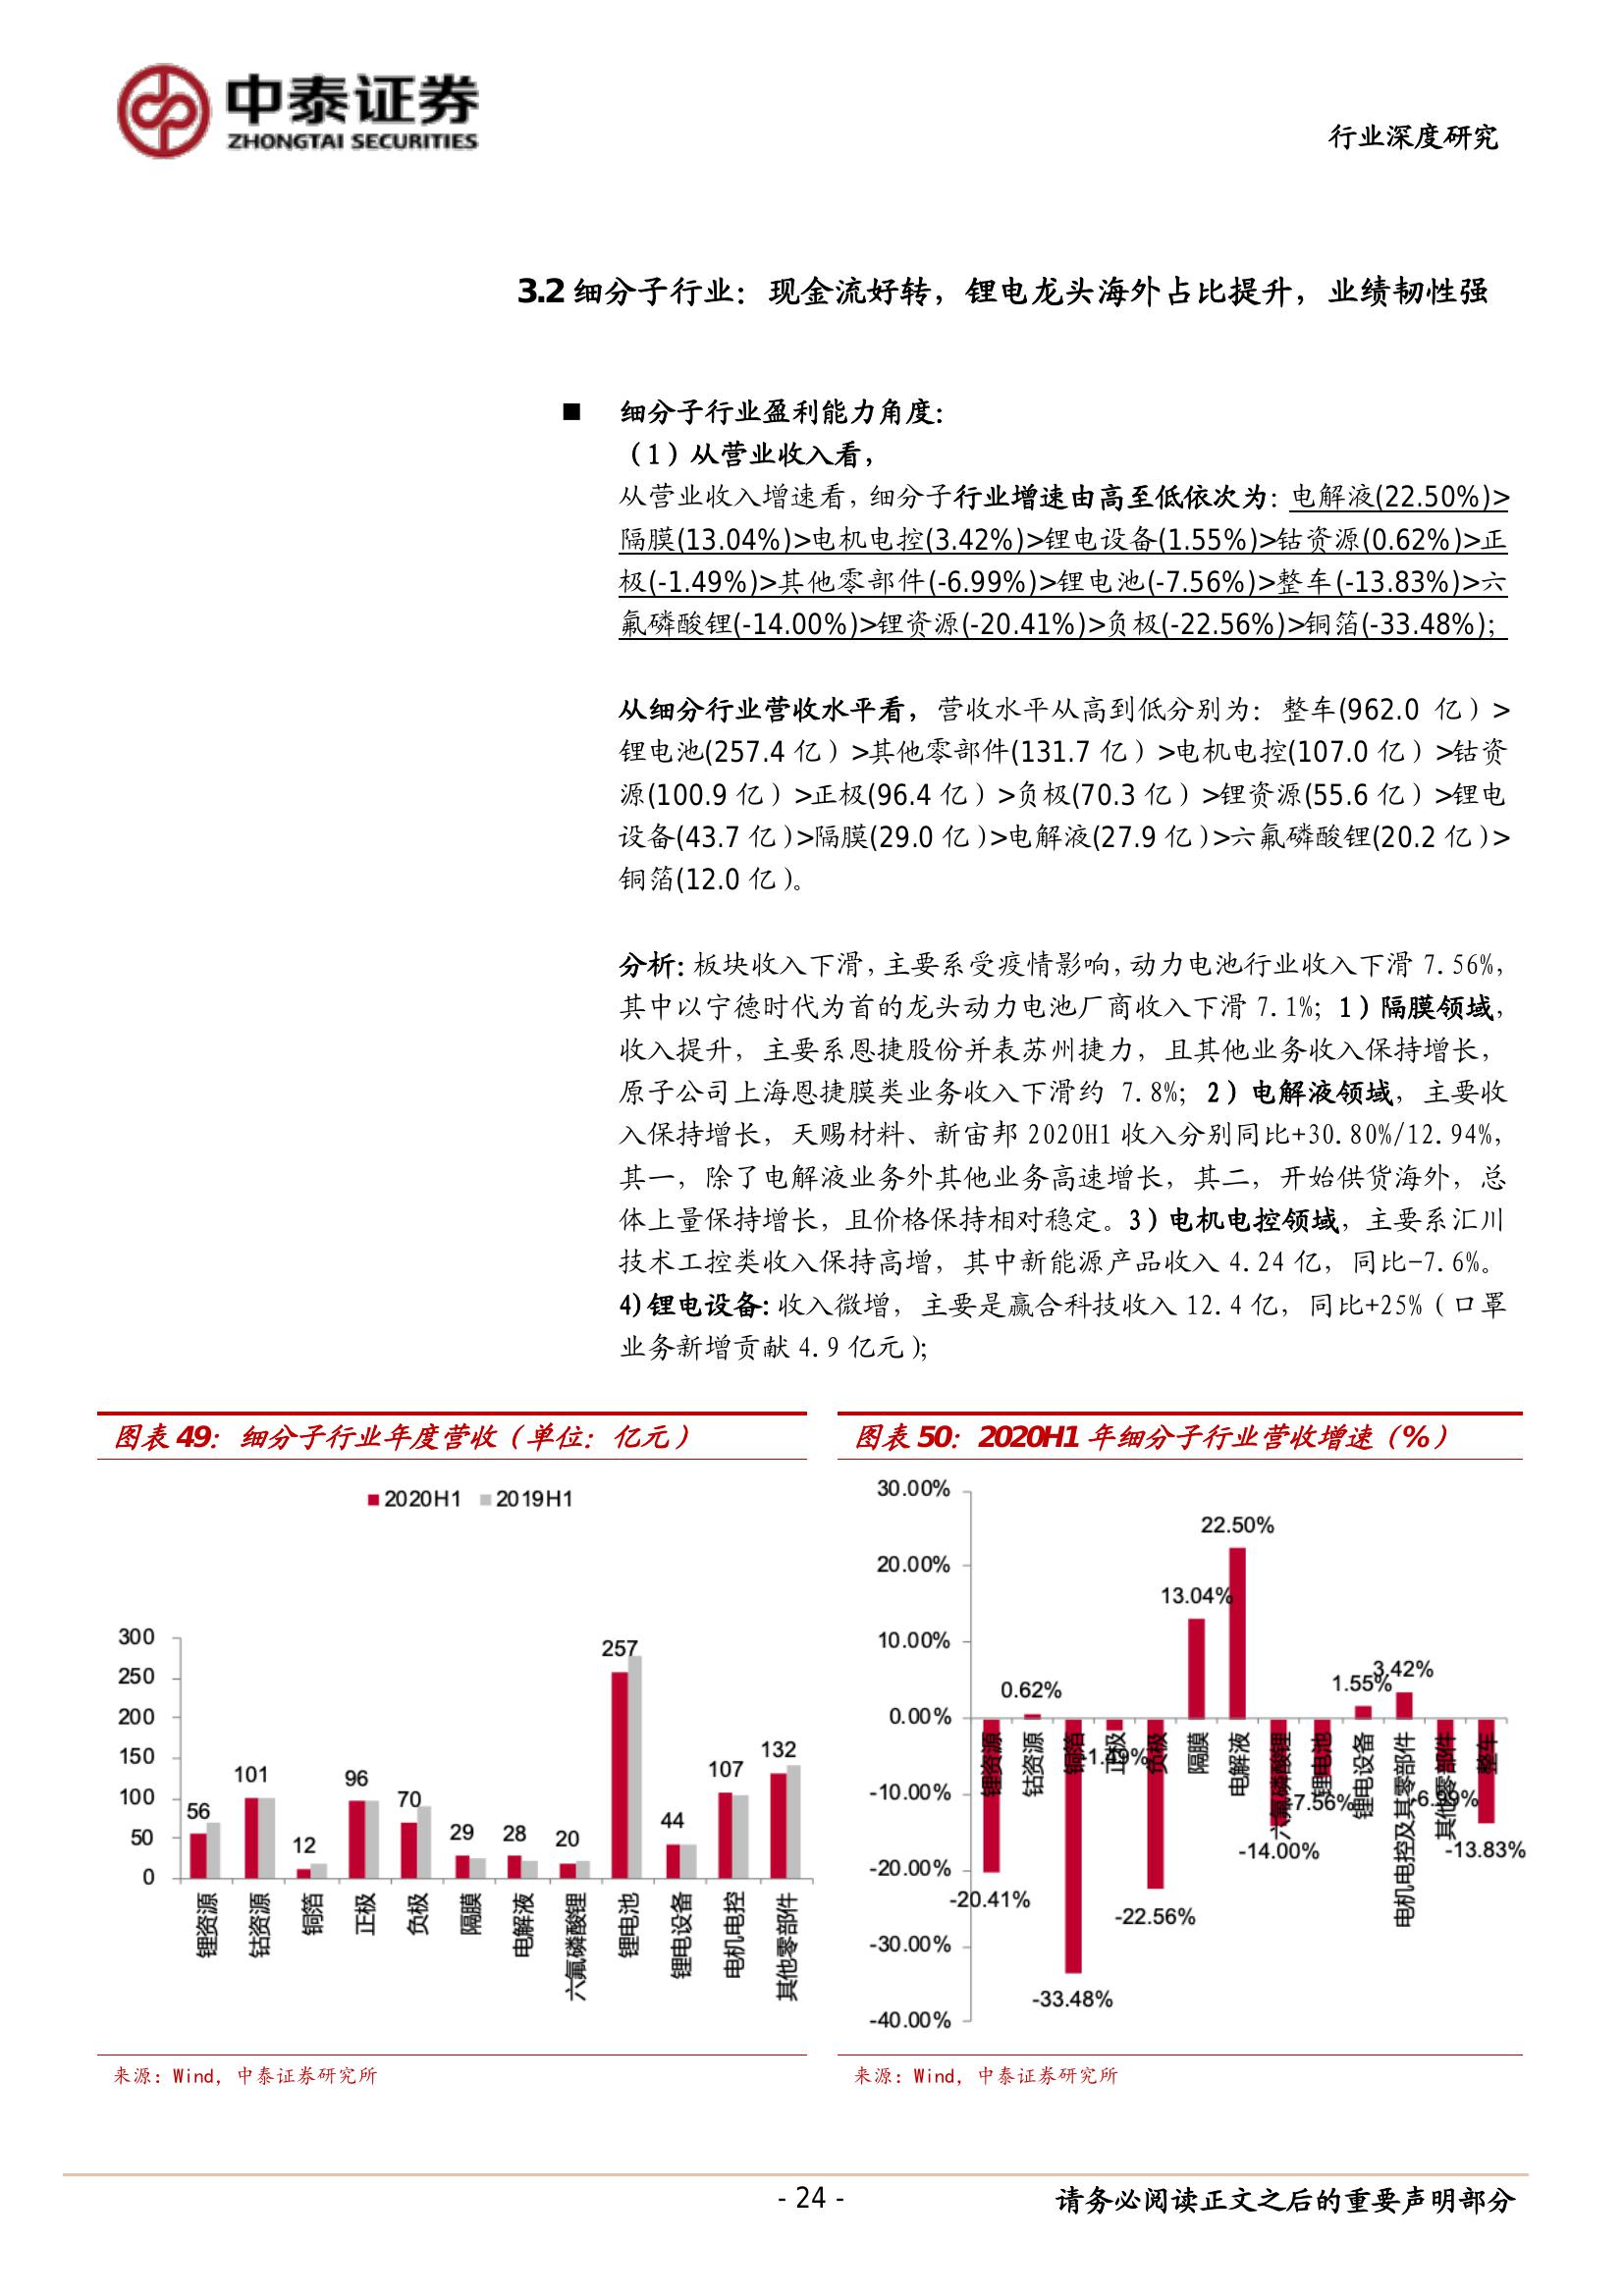 中泰证券
ZHONGTAI SECURITIES
行业深度研究
3.2 细分子行业：现金流好转，锂电龙头海外占比提升，业绩韧性强
■ 细分子行业盈利能力角度：
（1）从营业收入看，
从营业收入增速看，细分子行业增速由高至低依次为：电解液(22.50%)>
隔膜(13.04%)>电机电控(3.42%)>锂电设备(1.55%)>钴资源(0.62%)>正
极(-1.49%)>其他零部件(-6.99%)>锂电池(-7.56%)>整车(-13.83%)>六
氟磷酸锂(-14.00%)>锂资源(-20.41%)>负极(-22.56%)>铜箔(-33.48%)；
从细分行业营收水平看，营收水平从高到低分别为：整车(962.0 亿）>
锂电池(257.4 亿）>其他零部件(131.7 亿）>电机电控(107.0 亿）>钴资
源(100.9 亿）>正极(96.4 亿）>负极(70.3 亿）>锂资源(55.6 亿）>锂电
设备(43.7 亿)>隔膜(29.0 亿)>电解液(27.9 亿)>六氟磷酸锂(20.2 亿)>
铜箔(12.0 亿)。
分析：板块收入下滑，主要系受疫情影响，动力电池行业收入下滑 7.56%，
其中以宁德时代为首的龙头动力电池厂商收入下滑 7.1%；1）隔膜领域，
收入提升，主要系恩捷股份并表苏州捷力，且其他业务收入保持增长，
原子公司上海恩捷膜类业务收入下滑约 7.8%；2）电解液领域，主要收
入保持增长，天赐材料、新宙邦 2020H1 收入分别同比+30.80%/12.94%，
其一，除了电解液业务外其他业务高速增长，其二，开始供货海外，总
体上量保持增长，且价格保持相对稳定。3）电机电控领域，主要系汇川
技术工控类收入保持高增，其中新能源产品收入 4.24 亿，同比-7.6%。
4)锂电设备：收入微增，主要是赢合科技收入 12.4 亿，同比+25%（口罩
业务新增贡献 4.9 亿元）；
图表 49：细分子行业年度营收（单位：亿元）
2020H1 2019H1
300
250
200
150
100
50
0
56
101
12
96
70
29
28
20
257
44
107
132
锂资源
钴资源
铜箔
正极
负极
隔膜
电解液
六氟磷酸锂
锂电池
锂电设备
电机电控
其他零部件
来源：Wind，中泰证券研究所
图表 50：2020H1 年细分子行业营收增速（%）
30.00%
20.00%
10.00%
0.00%
-10.00%
-20.00%
-30.00%
-40.00%
-20.41%
0.62%
-33.48%
-1.49%
-22.56%
13.04%
22.50%
-14.00%
-7.56%
1.55%
3.42%
-6.99%
-13.83%
锂资源
钴资源
铜箔
正极
负极
隔膜
电解液
六氟磷酸锂
锂电池
锂电设备
电机电控及其零部件
其他零部件
整车
来源：Wind，中泰证券研究所
- 24 -
请务必阅读正文之后的重要声明部分